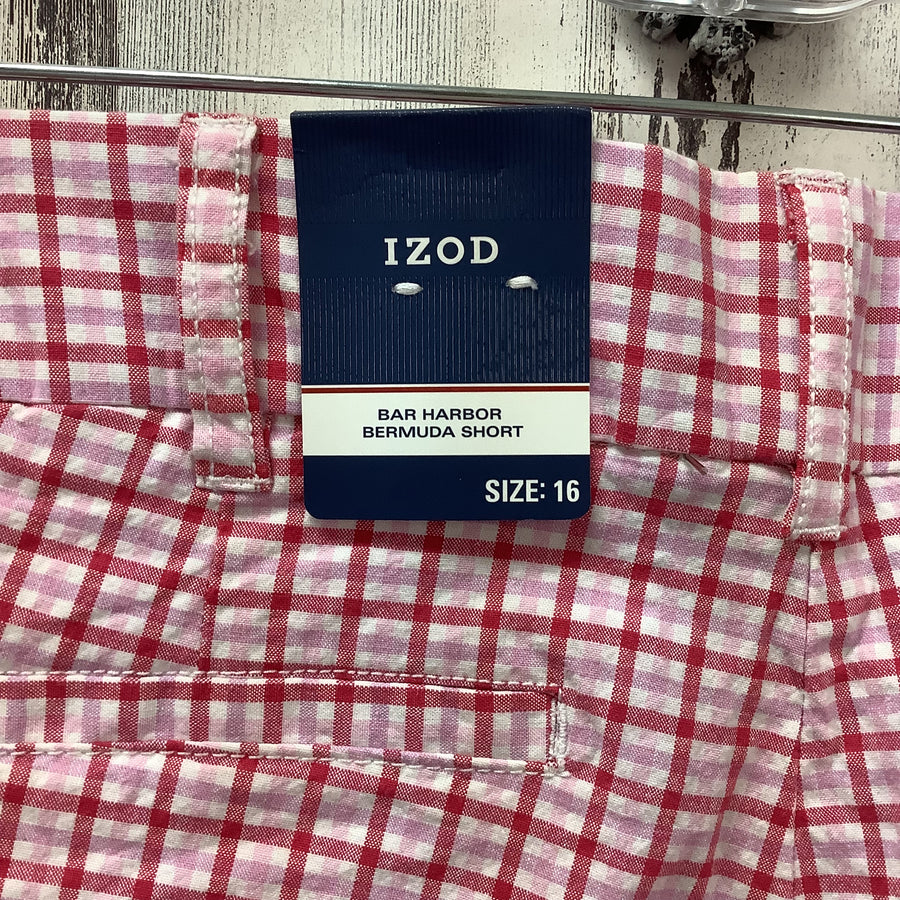 IZOD
BAR HARBOR
BERMUDA SHORT
SIZE: 16